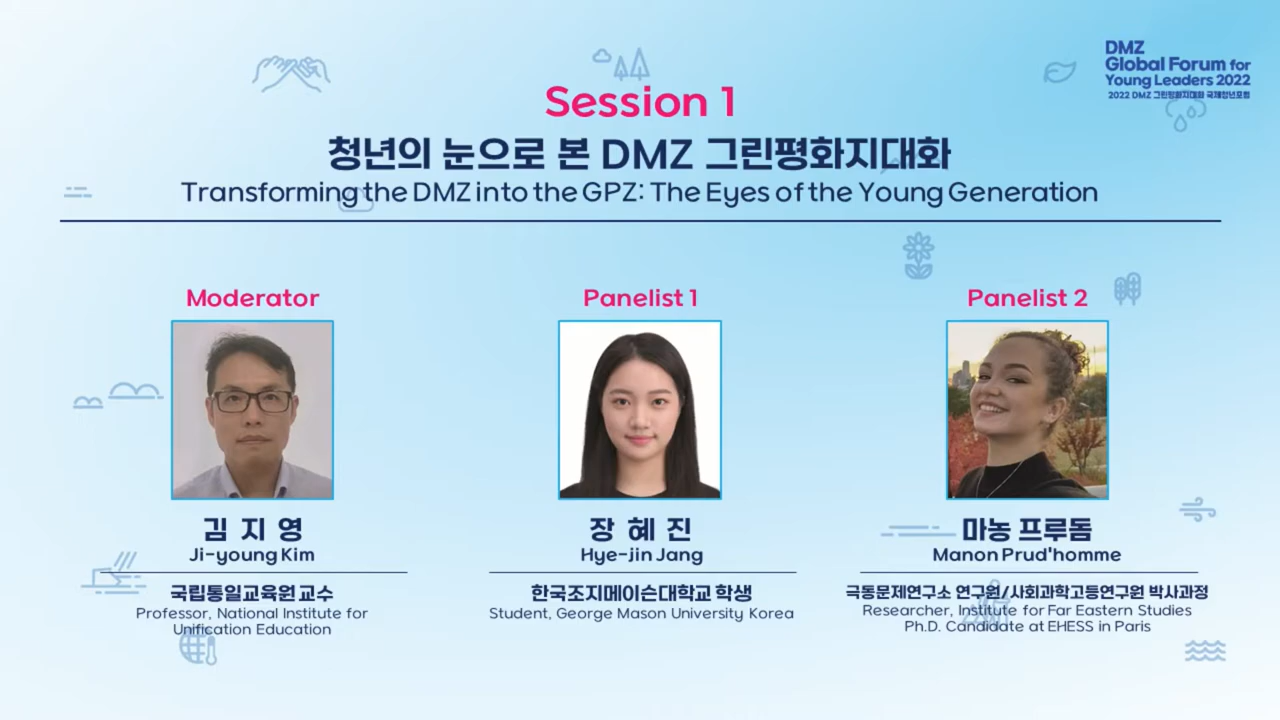 DMZ
Global Forum for
Young Leaders 2022
2022 DMZ 그린평화지대화 국제청년포럼
Session 1
청년의 눈으로 본 DMZ 그린평화지대화
Transforming the DMZ into the GPZ: The Eyes of the Young Generation
Moderator
김 지 영
Ji-young Kim
국립통일교육원 교수
Professor, National Institute for
Unification Education
Panelist 1
장 혜 진
Hye-jin Jang
한국조지메이슨대학교 학생
Student, George Mason University Korea
Panelist 2
마농 프루돔
Manon Prud'homme
극동문제연구소 연구원/사회과학고등연구원 박사과정
Researcher, Institute for Far Eastern Studies
Ph.D. Candidate at EHESS in Paris